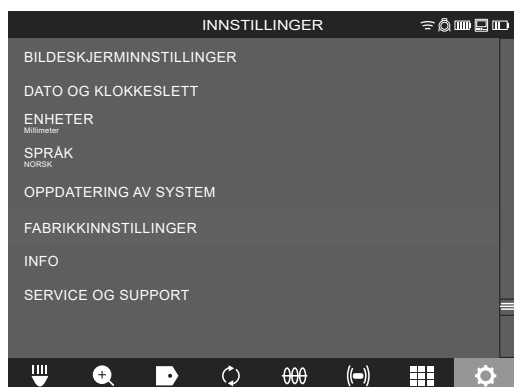 INNSTILLINGER
BILDESKJERMINNSTILLINGER
DATO OG KLOKKESLETT
ENHETER
Millimeter
SPRÅK
NORSK
OPPDATERING AV SYSTEM
FABRIKKINNSTILLINGER
INFO
SERVICE OG SUPPORT